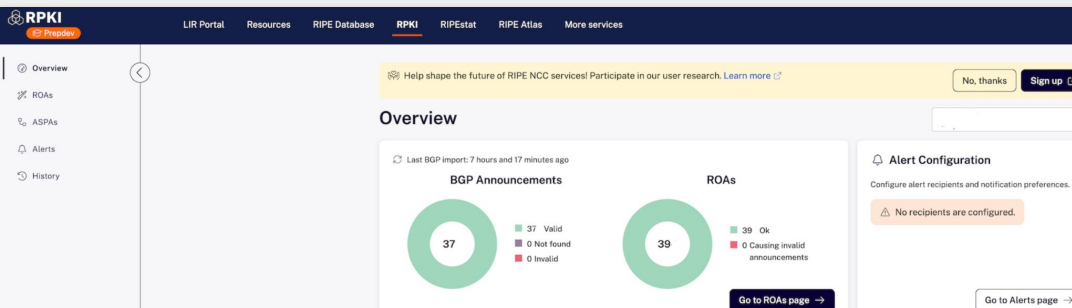 RPKI
Prepdev
LIR Portal Resources RIPE Database RPKI RIPEstat RIPE Atlas More services
Overview
ROAs
ASPAs
Alerts
History
Help shape the future of RIPE NCC services! Participate in our user research. Learn more
No, thanks
Sign up
Overview
Last BGP import: 7 hours and 17 minutes ago
BGP Announcements
37
37 Valid
0 Not found
0 Invalid
ROAs
39
39 Ok
0 Causing invalid
announcements
Go to ROAs page →
Alert Configuration
Configure alert recipients and notification preferences.
No recipients are configured.
Go to Alerts page →